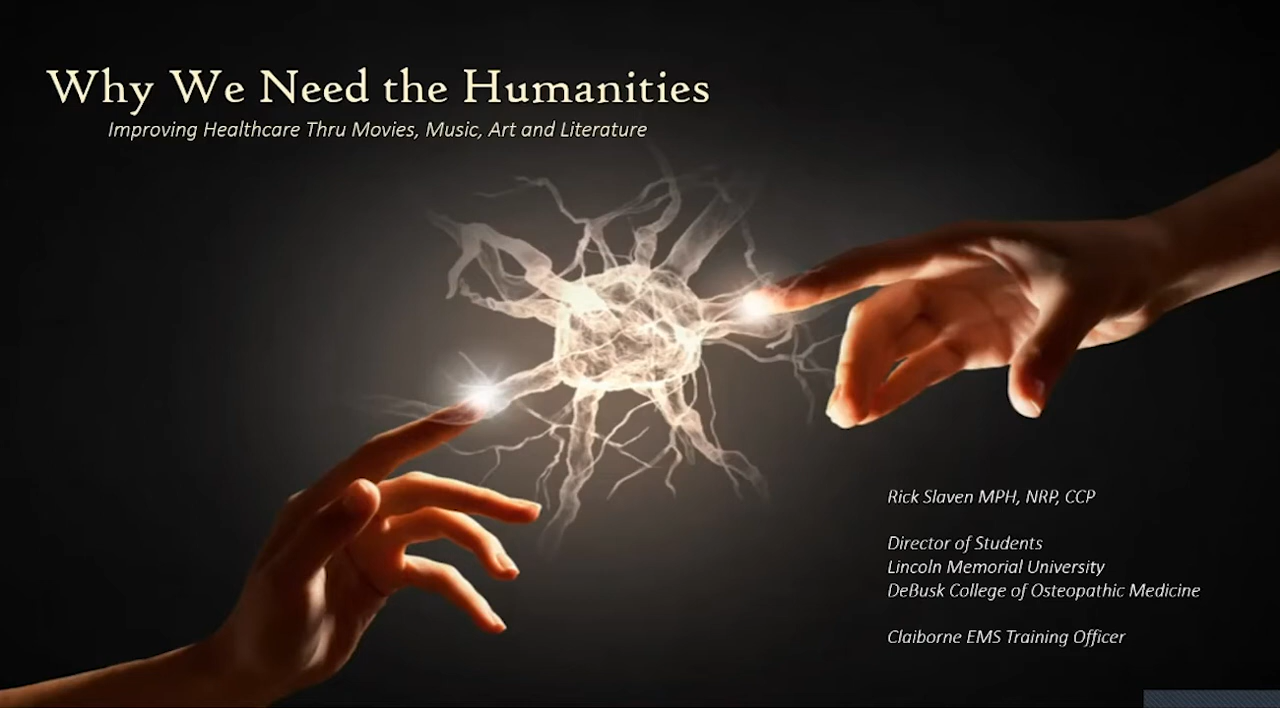 Why We Need the Humanities
Improving Healthcare Thru Movies, Music, Art and Literature
Rick Slaven MPH, NRP, CCP
Director of Students
Lincoln Memorial University
DeBusk College of Osteopathic Medicine
Claiborne EMS Training Officer